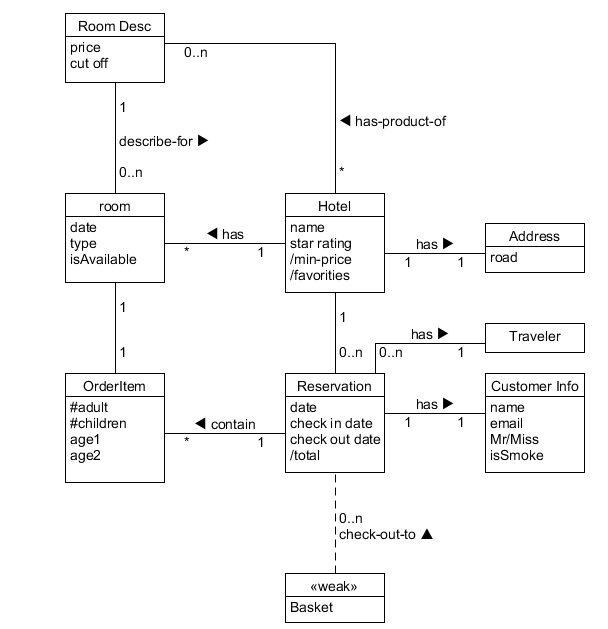 Room Desc
price
cut off
0..n
1
◀ has-product-of
describe-for ▶
0..n
*
room
date
type
isAvailable
Hotel
name
star rating
/min-price
/favorities
◀ has
*
1
has ▶
1
1
Address
road
1
1
1
0..n
has ▶
0..n
1
Traveler
OrderItem
#adult
#children
age1
age2
◀ contain
*
1
Reservation
date
check in date
check out date
/total
has ▶
1
1
Customer Info
name
email
Mr/Miss
isSmoke
0..n
check-out-to ▲
«weak»
Basket